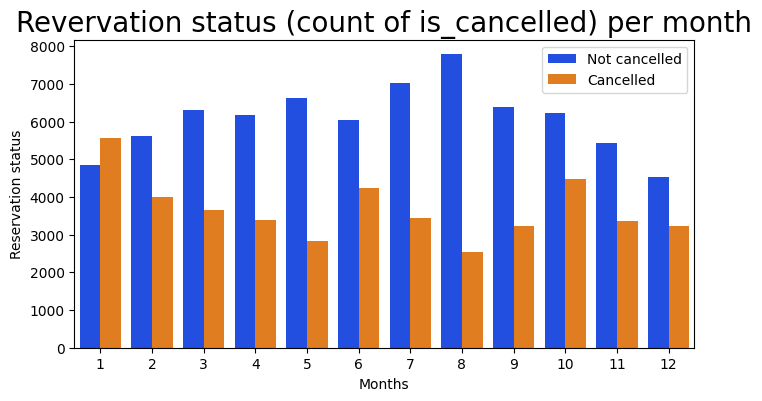 Revervation status (count of is_cancelled) per month
8000
7000
6000
5000
4000
3000
2000
1000
0
Reservation status
Not cancelled
Cancelled
1 2 3 4 5 6 7 8 9 10 11 12
Months